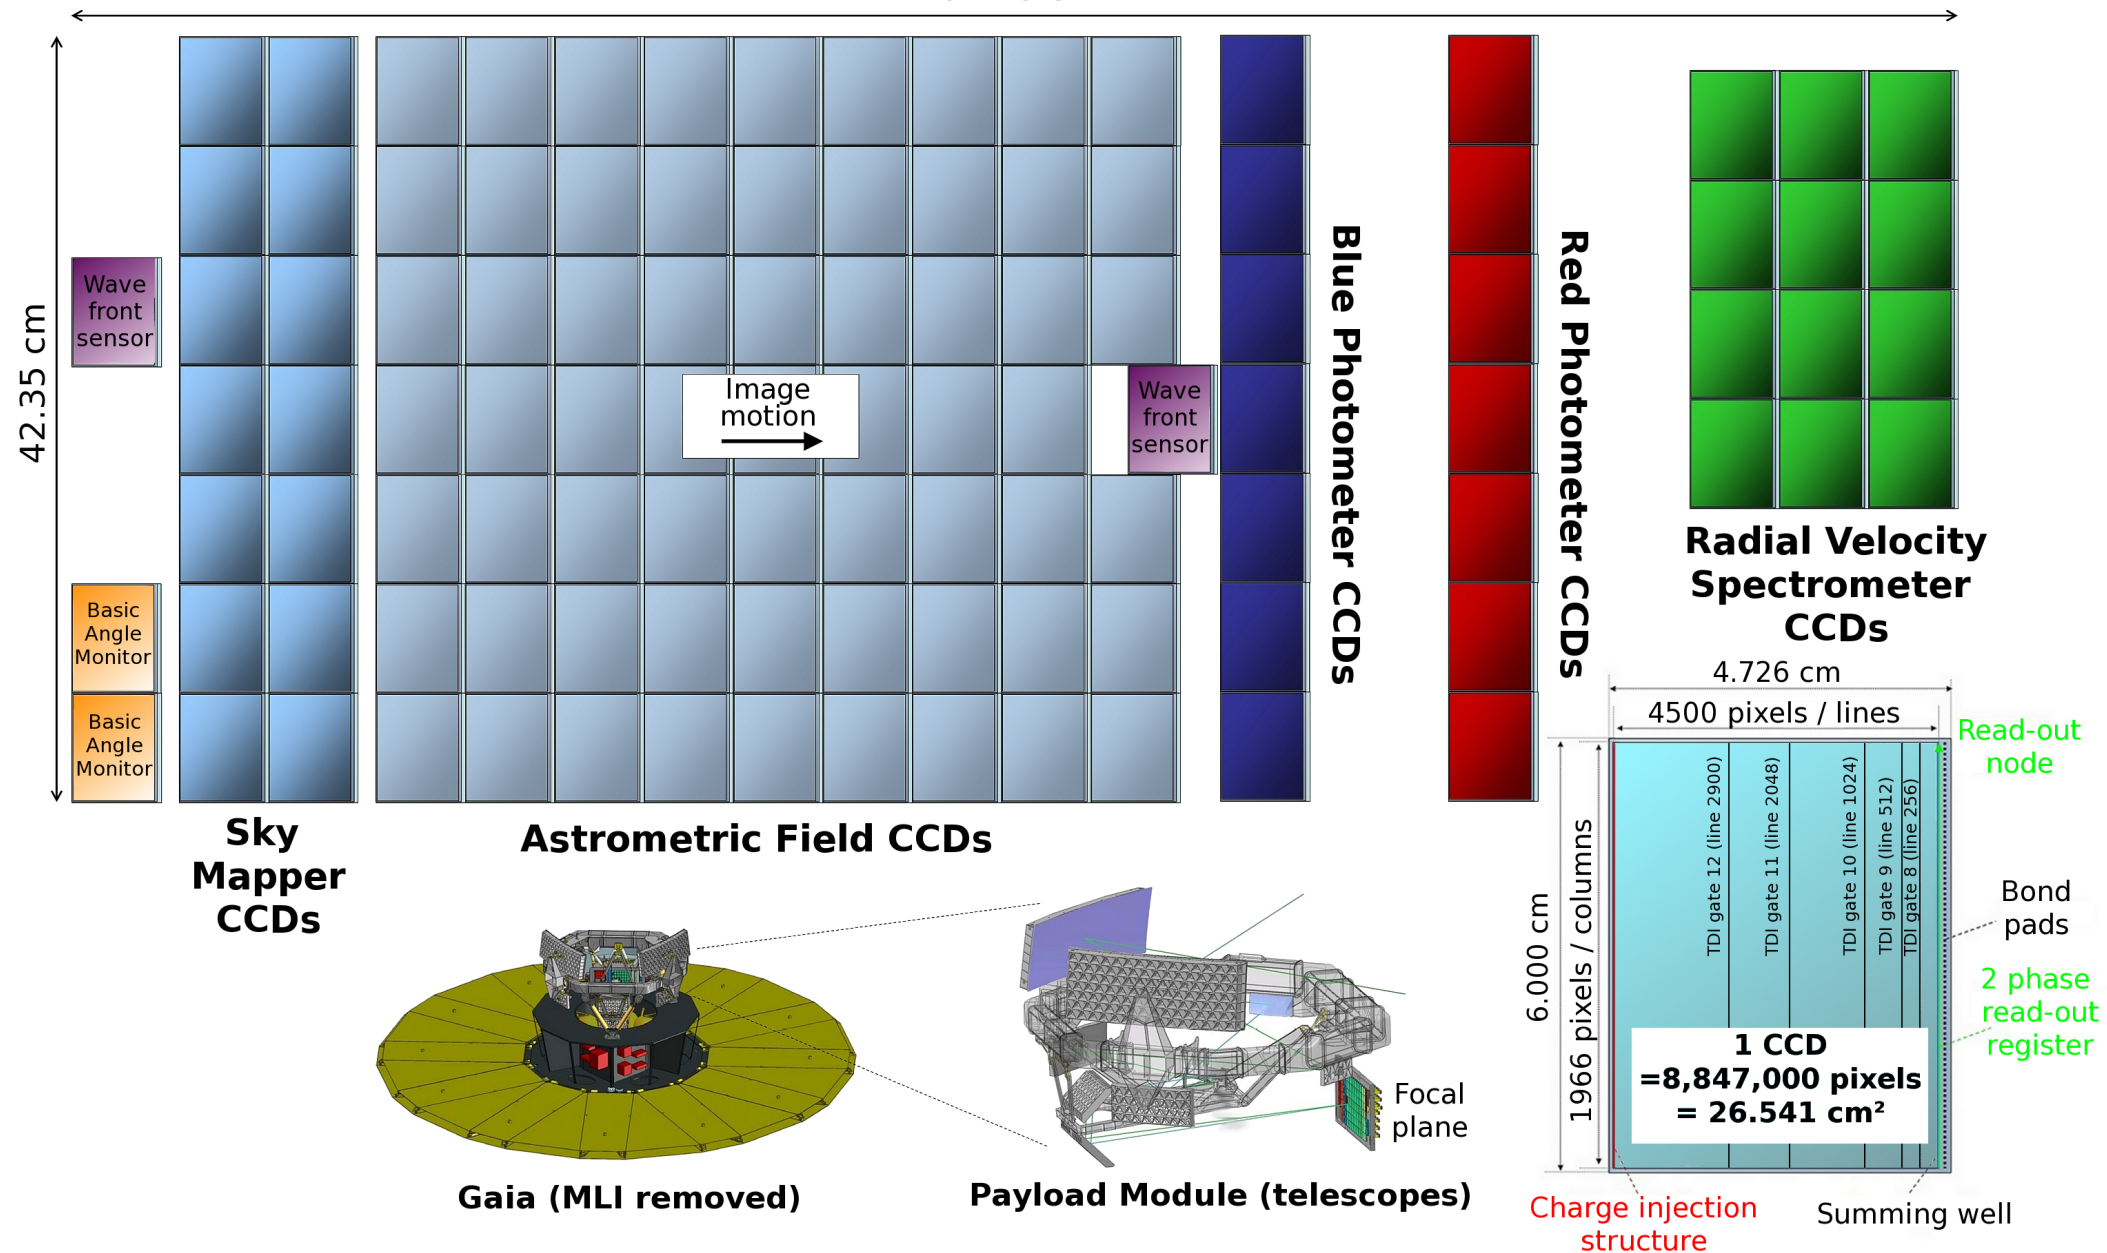 42.35 cm
Wave
front
sensor
Basic
Angle
Monitor
Basic
Angle
Monitor
Sky
Mapper
CCDs
Image
motion
Wave
front
sensor
Astrometric Field CCDs
Blue Photometer CCDs
Red Photometer CCDs
Radial Velocity
Spectrometer
CCDs
4.726 cm
4500 pixels / lines
6.000 cm
1966 pixels / columns
TDI gate 12 (line 2900)
TDI gate 11 (line 2048)
TDI gate 10 (line 1024)
TDI gate 9 (line 512)
TDI gate 8 (line 256)
Read-out
node
Bond
pads
2 phase
read-out
register
1 CCD
=8,847,000 pixels
= 26.541 cm²
Charge injection
structure
Summing well
Focal
plane
Gaia (MLI removed)
Payload Module (telescopes)